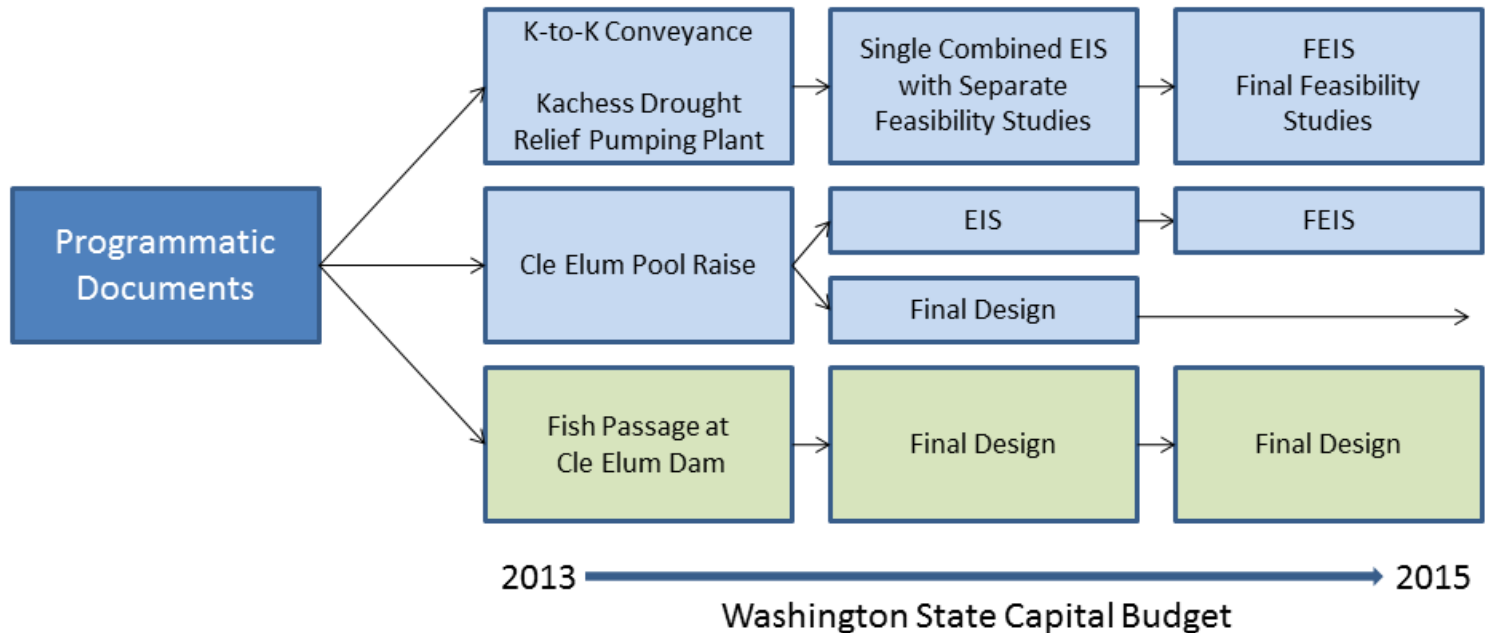 Programmatic
Documents
K-to-K Conveyance
Kachess Drought
Relief Pumping Plant
Single Combined EIS
with Separate
Feasibility Studies
FEIS
Final Feasibility
Studies
Cle Elum Pool Raise
EIS
FEIS
Final Design
Fish Passage at
Cle Elum Dam
Final Design
Final Design
2013
2015
Washington State Capital Budget